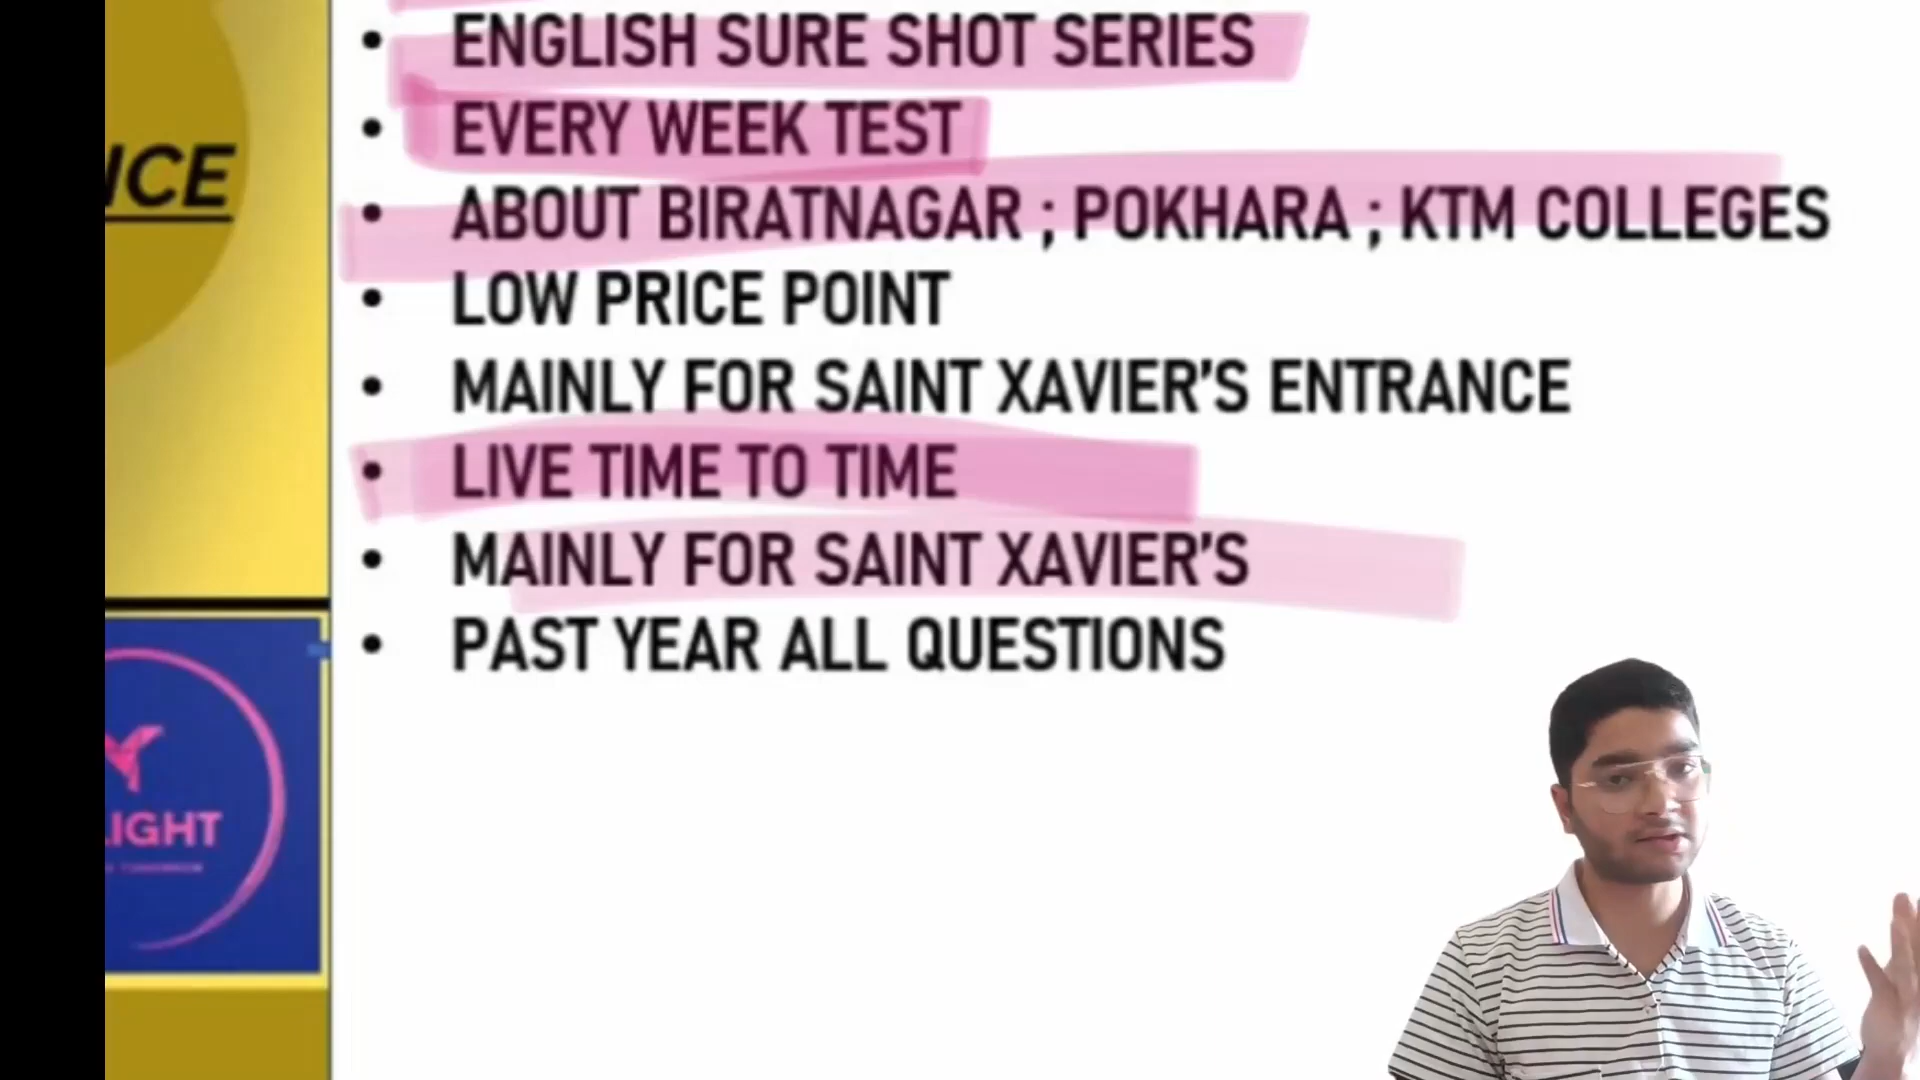 • ENGLISH SURE SHOT SERIES
• EVERY WEEK TEST
• ABOUT BIRATNAGAR ; POKHARA ; KTM COLLEGES
• LOW PRICE POINT
• MAINLY FOR SAINT XAVIER'S ENTRANCE
• LIVE TIME TO TIME
• MAINLY FOR SAINT XAVIER'S
• PAST YEAR ALL QUESTIONS
NCE
LIGHT
TOMORROW